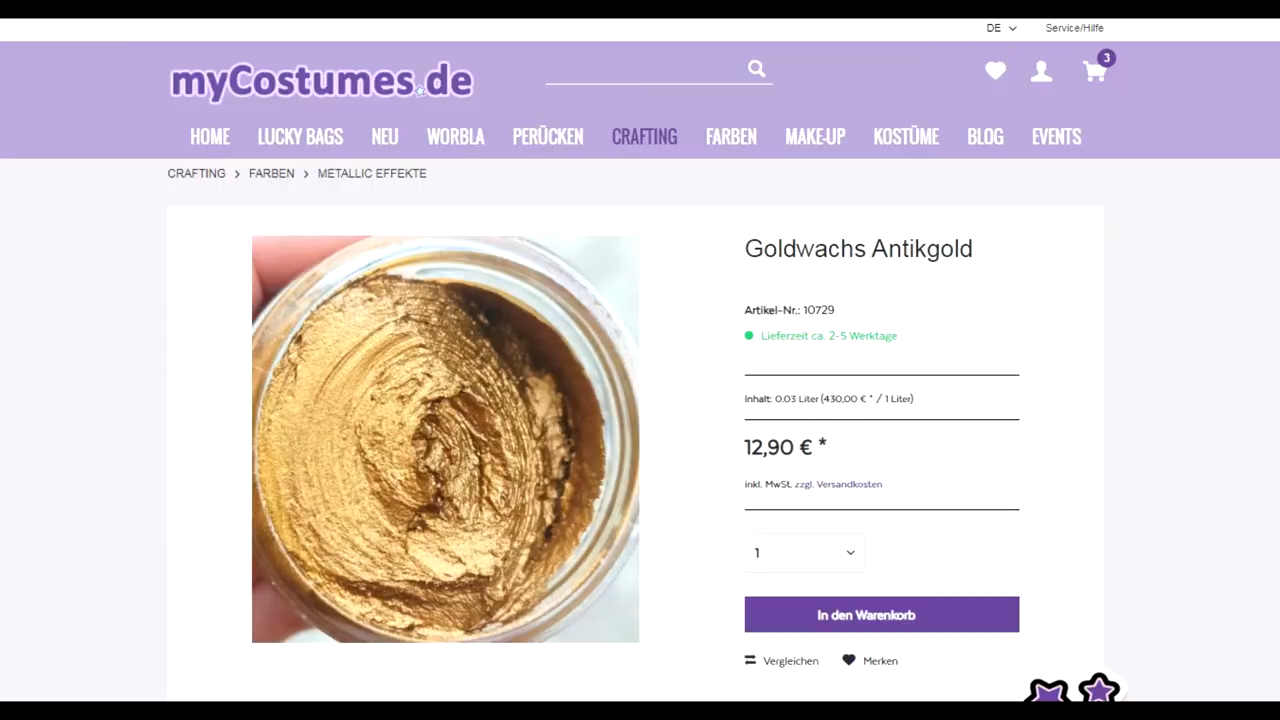 DE
Service/Hilfe
myCostumes.de
3
HOME LUCKY BAGS NEU WORBLA PERÜCKEN CRAFTING FARBEN MAKE-UP KOSTÜME BLOG EVENTS
CRAFTING > FARBEN > METALLIC EFFEKTE
Goldwachs Antikgold
Artikel-Nr.: 10729
Lieferzeit ca. 2-5 Werktage
Inhalt: 0.03 Liter (430,00 € * / 1 Liter)
12,90 € *
inkl. MwSt. zzgl. Versandkosten
1
In den Warenkorb
Vergleichen Merken